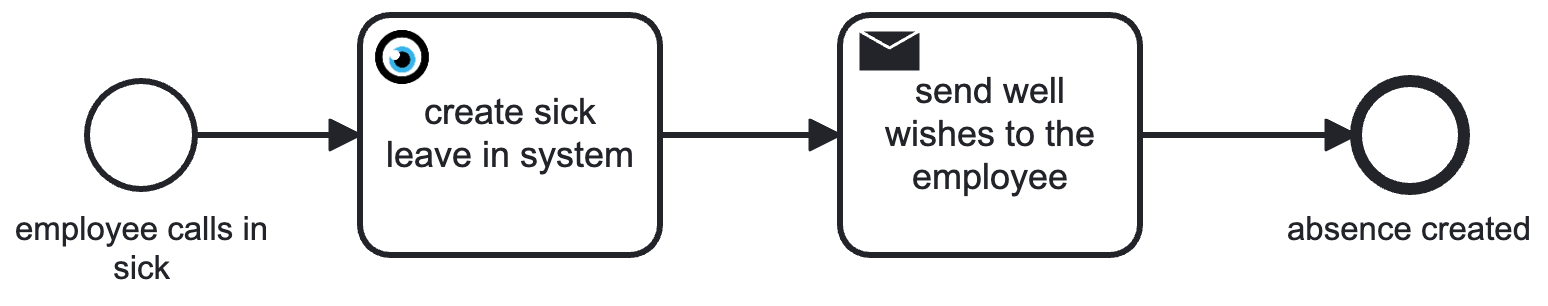 employee calls in
sick
create sick
leave in system
send well
wishes to the
employee
absence created